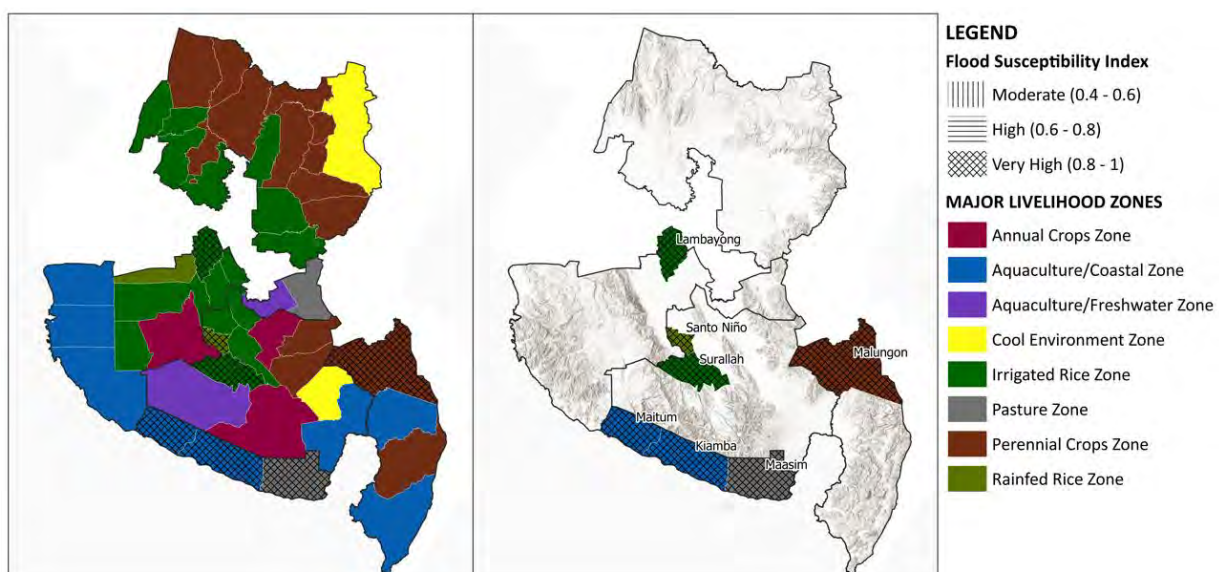 Lambayong
Santo Niño
Surallah
Malungon
Maitum
Kiamba
Maasim
LEGEND
Flood Susceptibility Index
Moderate (0.4 - 0.6)
High (0.6 - 0.8)
Very High (0.8 - 1)
MAJOR LIVELIHOOD ZONES
Annual Crops Zone
Aquaculture/Coastal Zone
Aquaculture/Freshwater Zone
Cool Environment Zone
Irrigated Rice Zone
Pasture Zone
Perennial Crops Zone
Rainfed Rice Zone